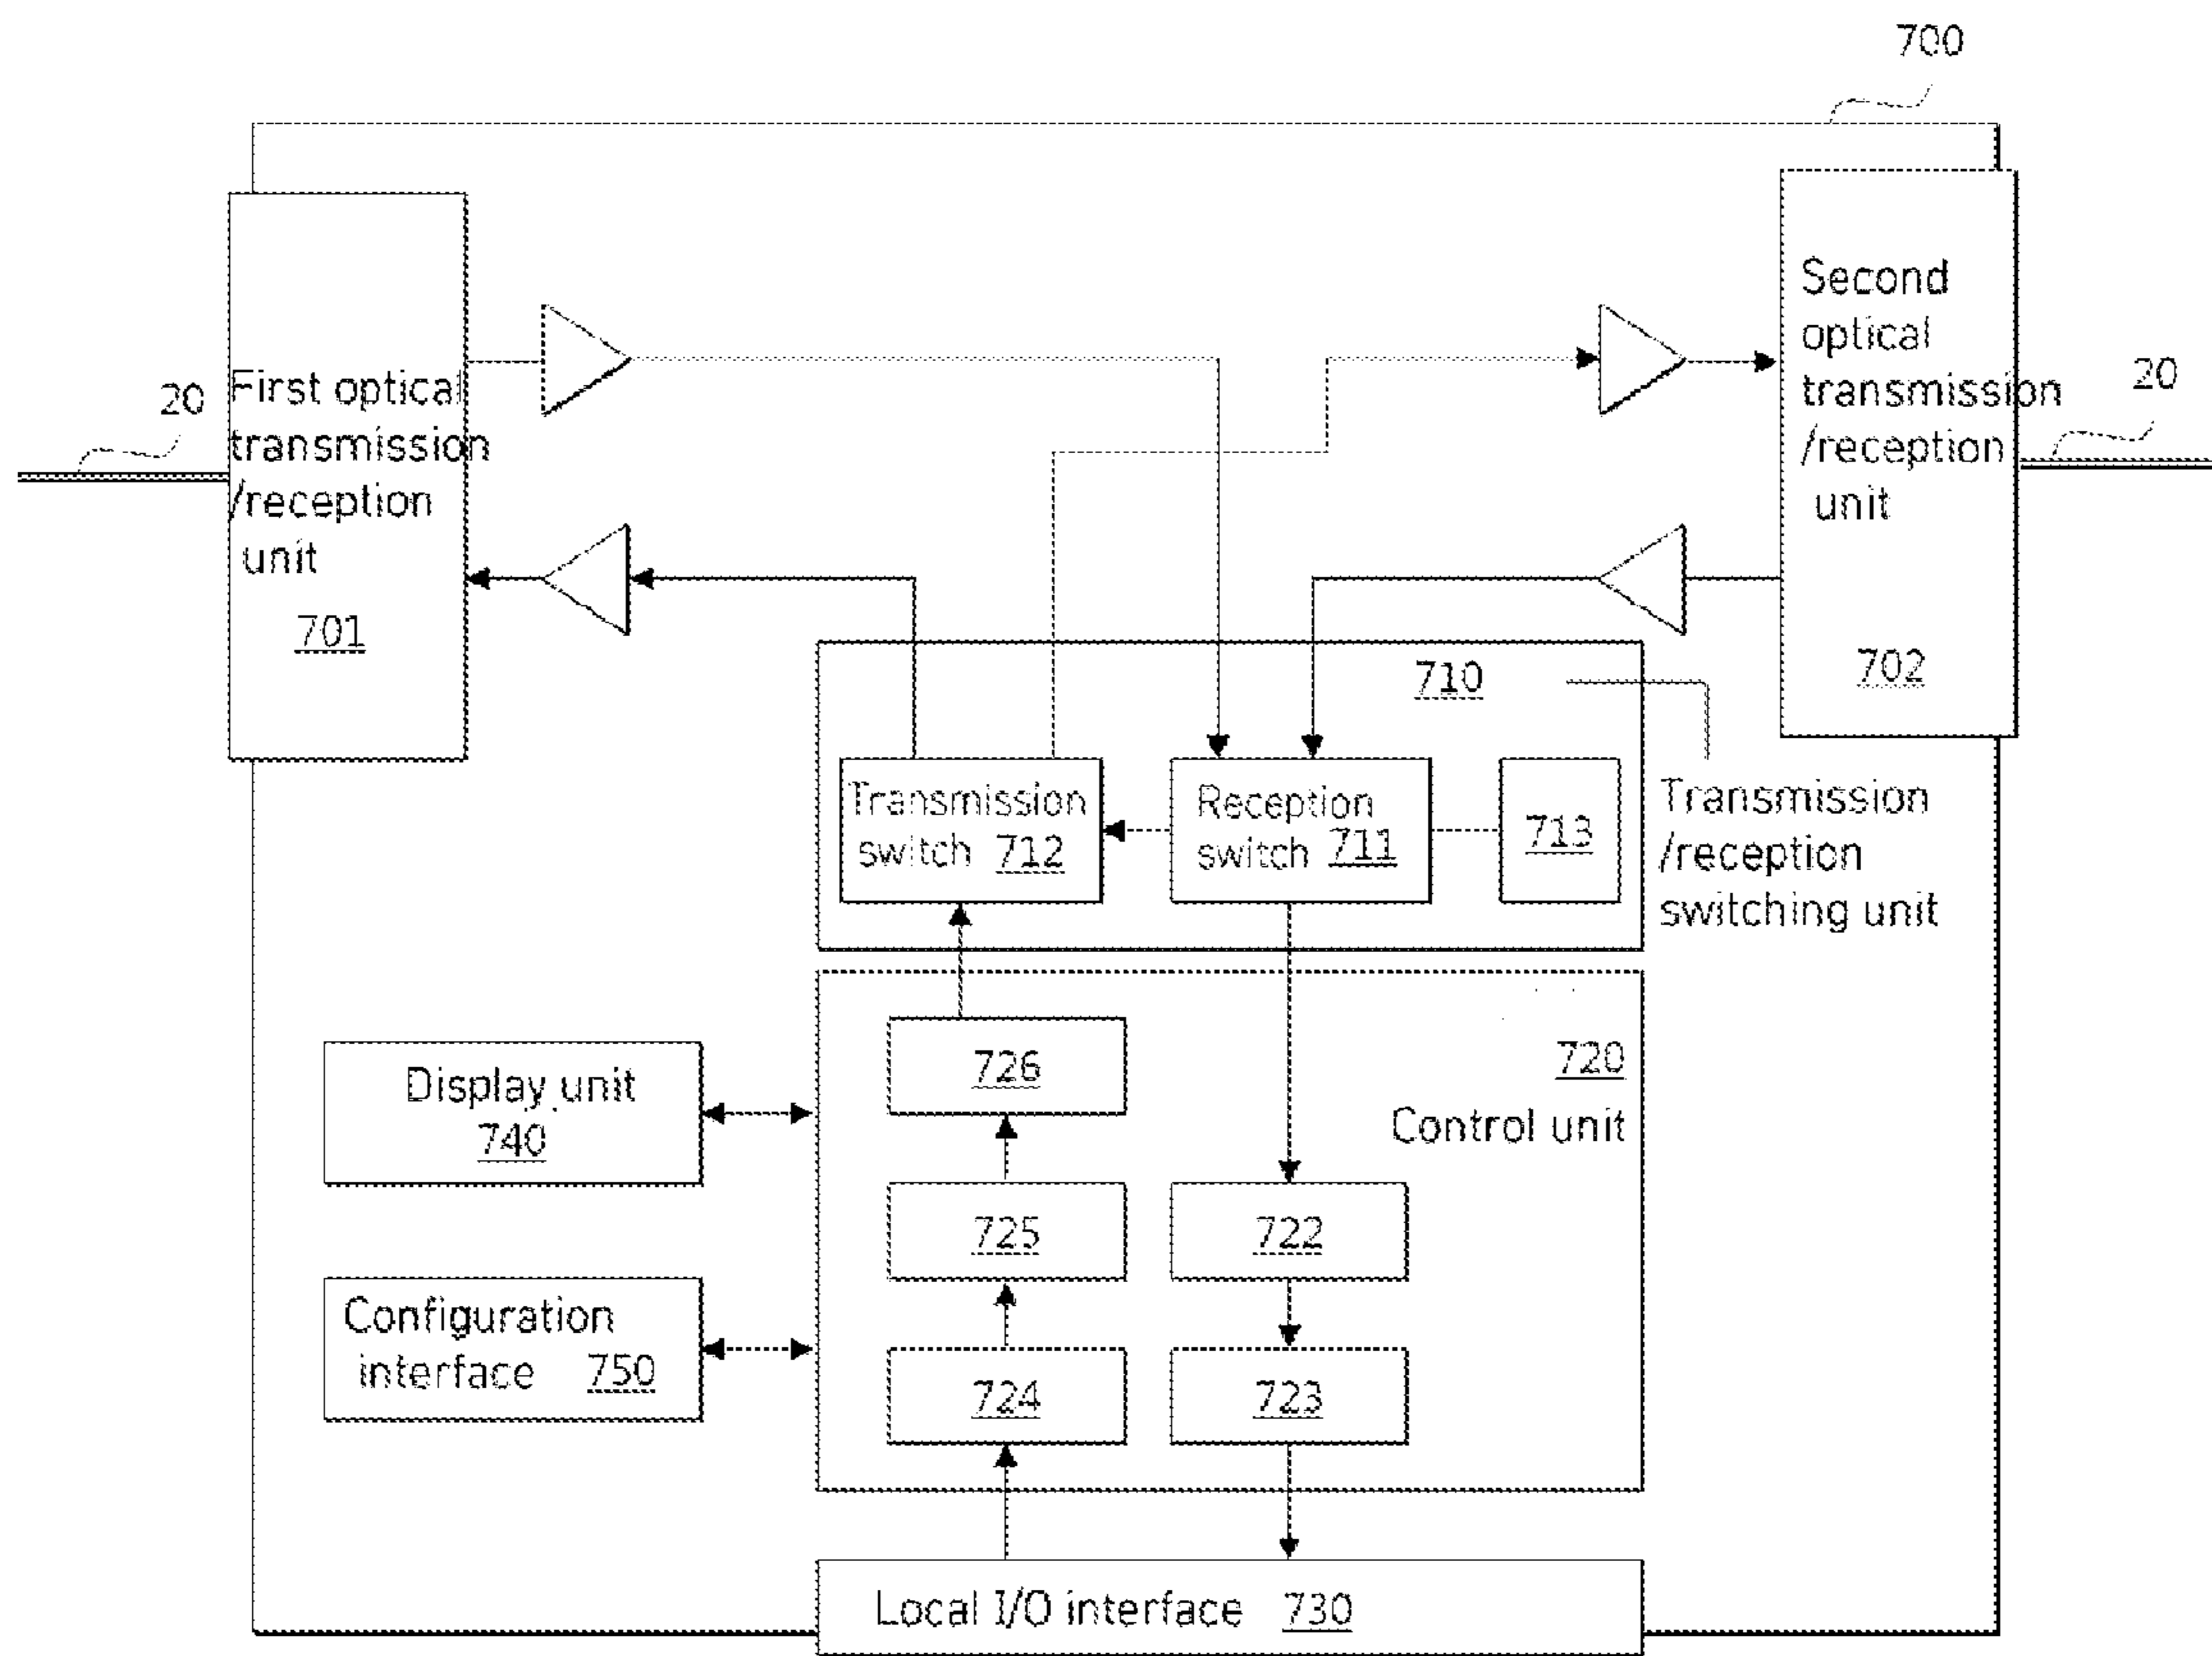 700
20
First optical
transmission
/reception
unit
701
Second
optical
transmission
/reception
unit
702
20
710
Transmission
switch 712
Reception
switch 711
713
Transmission
/reception
switching unit
726
720
Control unit
Display unit
740
725
722
Configuration
interface 750
724
723
Local I/O interface 730